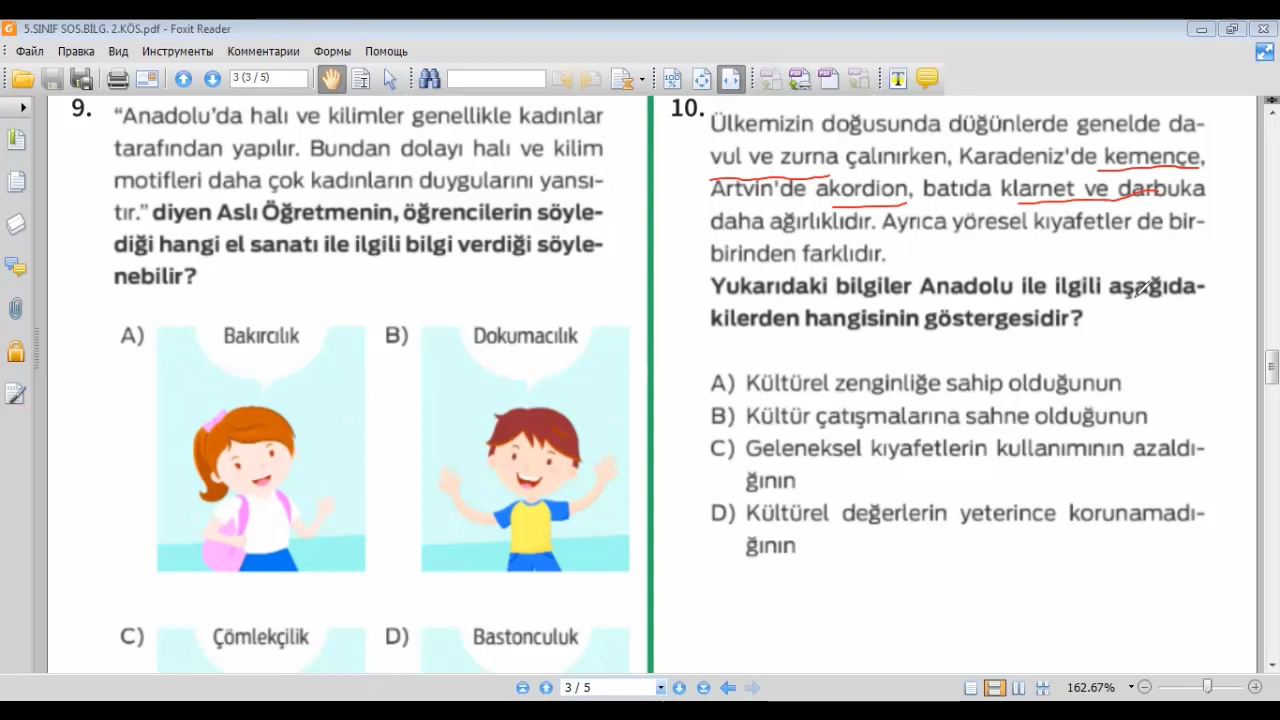 5.SINIF SOS.BİLG. 2.KÖS.pdf - Foxit Reader
Файл Правка Вид Инструменты Комментарии Формы Помощь
3 (3 / 5)
9.
“Anadolu’da halı ve kilimler genellikle kadınlar
tarafından yapılır. Bundan dolayı halı ve kilim
motifleri daha çok kadınların duygularını yansı-
tır.” diyen Aslı Öğretmenin, öğrencilerin söyle-
diği hangi el sanatı ile ilgili bilgi verdiği söyle-
nebilir?
A) Bakırcılık
B) Dokumacılık
C) Çömlekçilik
D) Bastonculuk
10.
Ülkemizin doğusunda düğünlerde genelde da-
vul ve zurna çalınırken, Karadeniz'de kemençe,
Artvin'de akordion, batıda klarnet ve darbuka
daha ağırlıklıdır. Ayrıca yöresel kıyafetler de bir-
birinden farklıdır.
Yukarıdaki bilgiler Anadolu ile ilgili aşağıda-
kilerden hangisinin göstergesidir?
A) Kültürel zenginliğe sahip olduğunun
B) Kültür çatışmalarına sahne olduğunun
C) Geleneksel kıyafetlerin kullanımının azaldı-
ğının
D) Kültürel değerlerin yeterince korunamadı-
ğının
3 / 5
162.67%